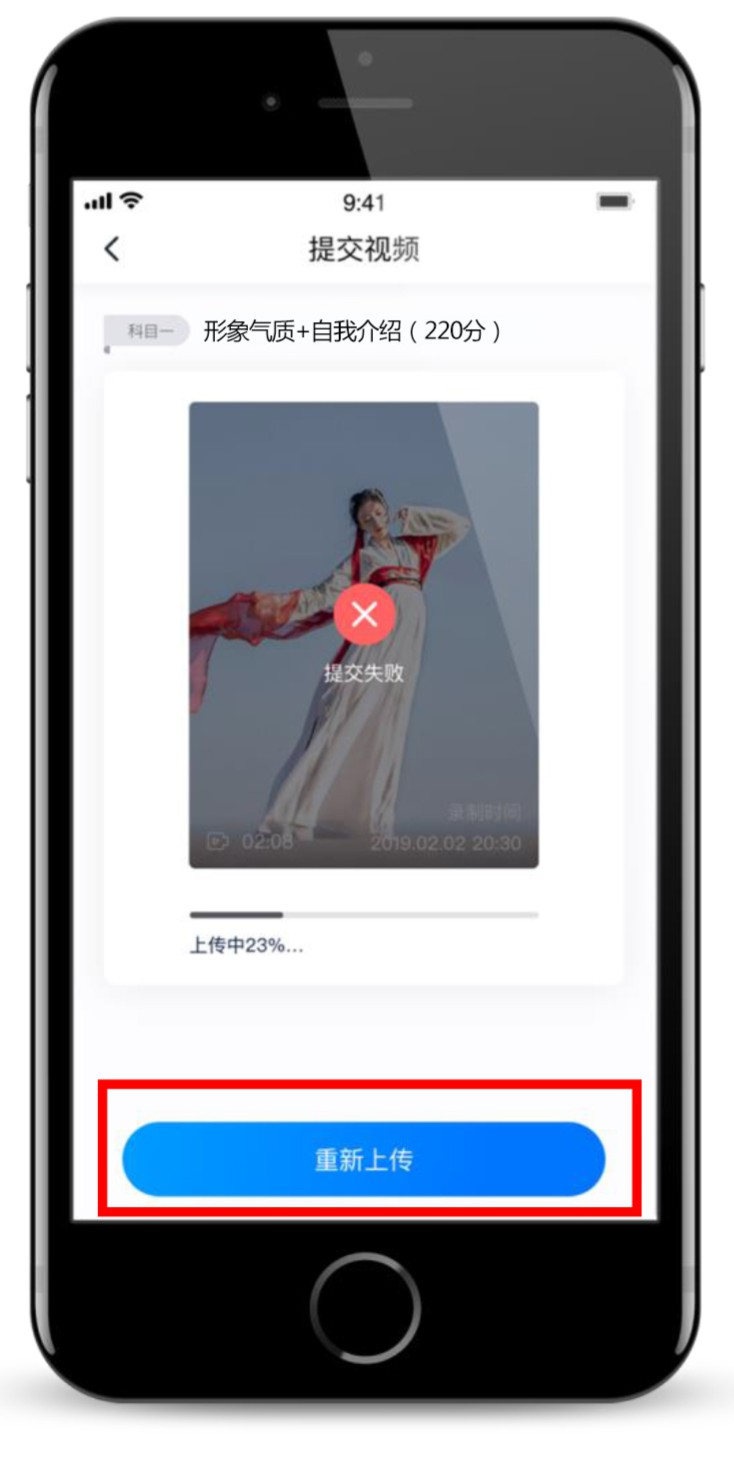 9:41
提交视频
科目一 形象气质+自我介绍（220分）
提交失败
录制时间
02:08 2019.02.02 20:30
上传中23%...
重新上传